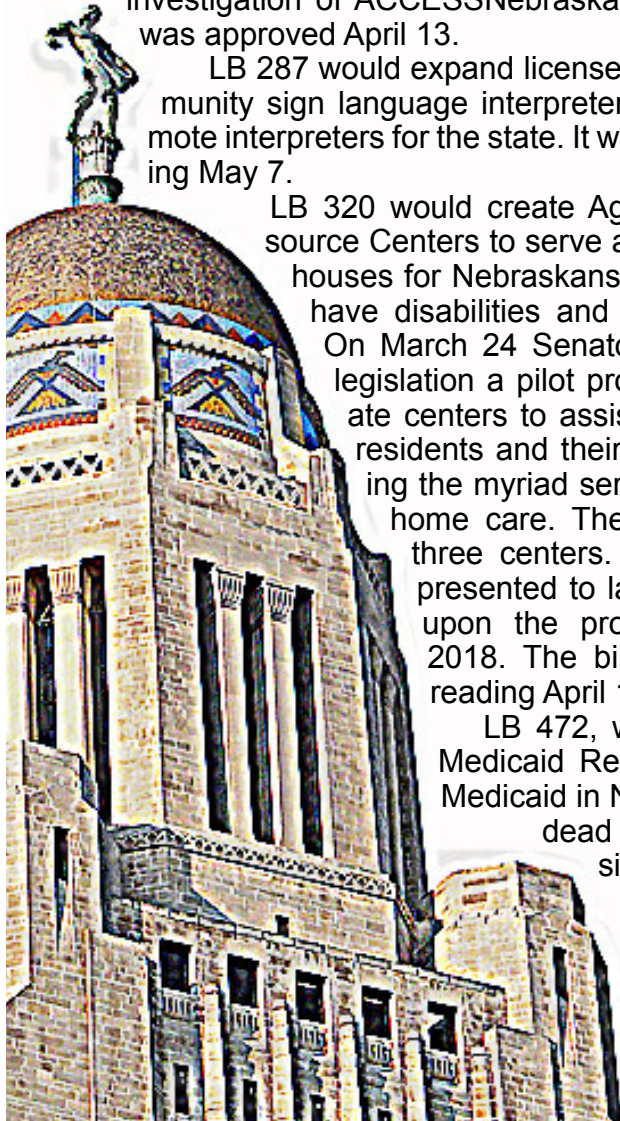 investigation of ACCESSNebraska
was approved April 13.
LB 287 would expand license
munity sign language interpreter
mote interpreters for the state. It w
ing May 7.
LB 320 would create Ag
source Centers to serve a
houses for Nebraskans
have disabilities and
On March 24 Senato
legislation a pilot pro
ate centers to assis
residents and their
ing the myriad ser
home care. The
three centers.
presented to la
upon the pro
2018. The bi
reading April 1
LB 472, w
Medicaid Re
Medicaid in N
dead
si